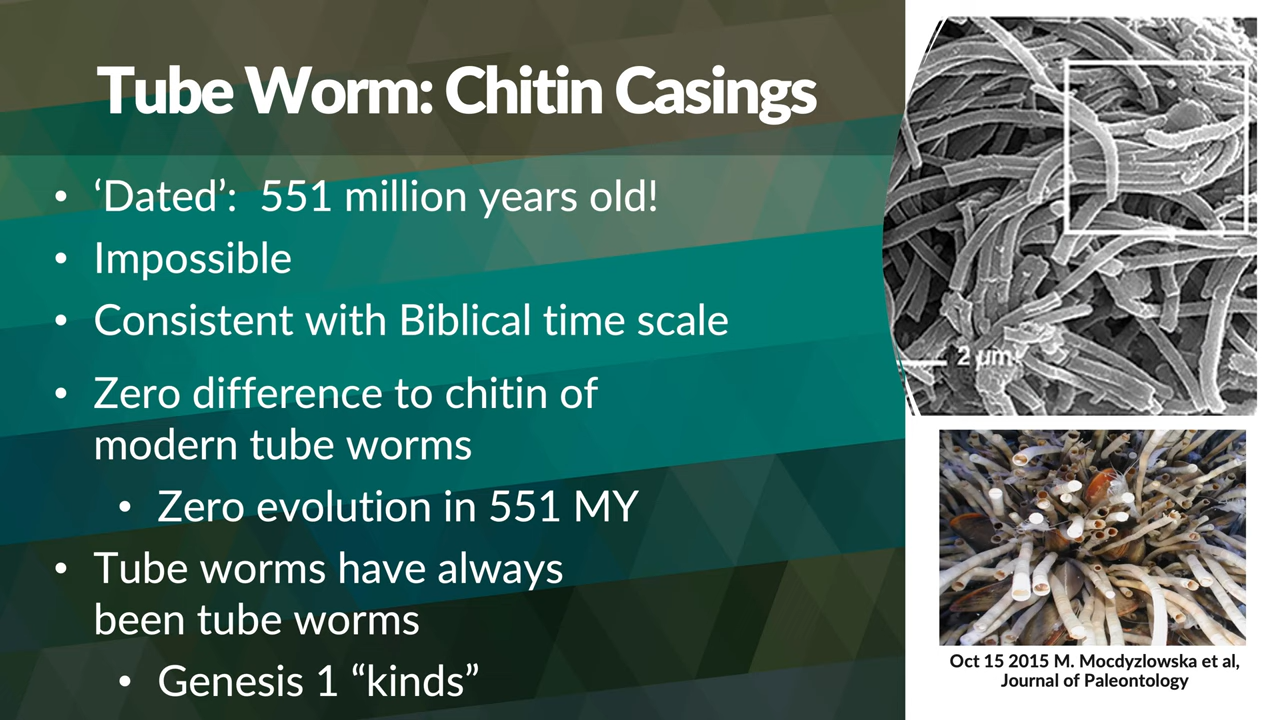 Tube Worm: Chitin Casings
• ‘Dated’: 551 million years old!
• Impossible
• Consistent with Biblical time scale
• Zero difference to chitin of
modern tube worms
• Zero evolution in 551 MY
• Tube worms have always
been tube worms
• Genesis 1 “kinds”
2 µm
Oct 15 2015 M. Mocdyzlowska et al,
Journal of Paleontology